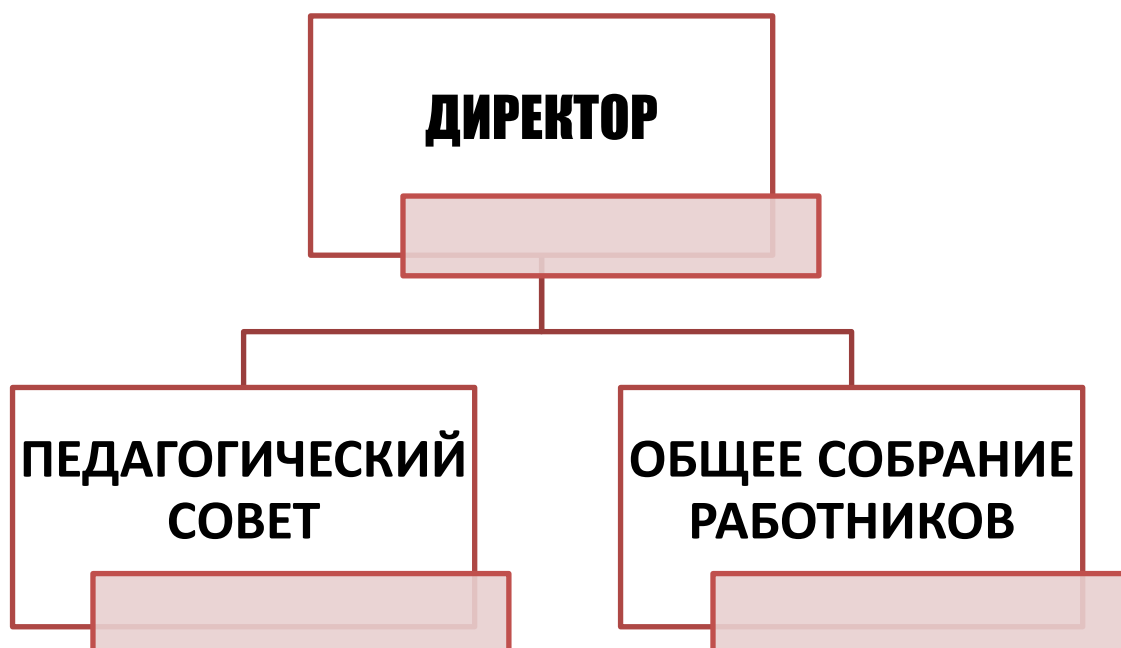 ДИРЕКТОР
ПЕДАГОГИЧЕСКИЙ
СОВЕТ
ОБЩЕЕ СОБРАНИЕ
РАБОТНИКОВ